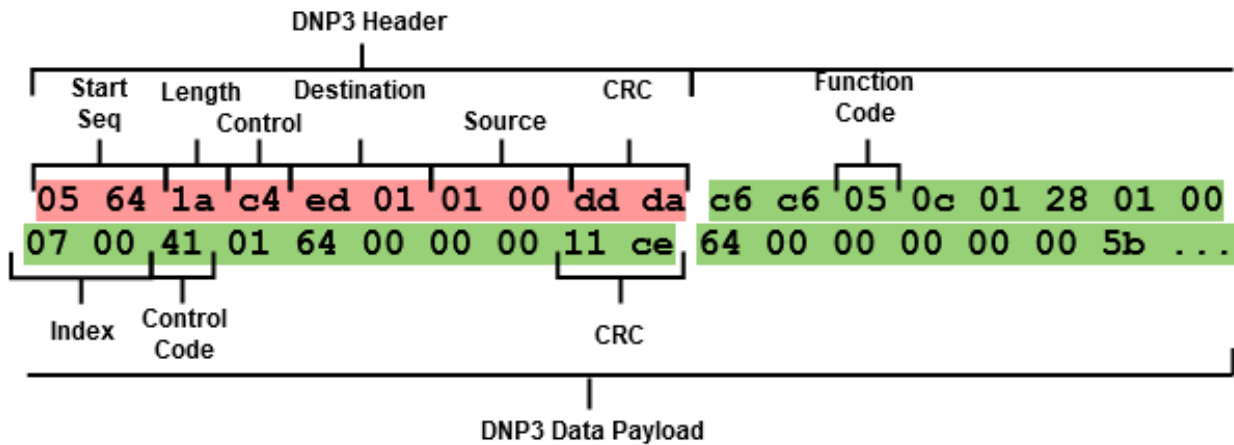 DNP3 Header
Start Seq
Length
Control
Destination
Source
CRC
Function Code
05 64 1a c4 ed 01 01 00 dd da c6 c6 05 0c 01 28 01 00
07 00 41 01 64 00 00 00 11 ce 64 00 00 00 00 00 5b ...
Index
Control Code
CRC
DNP3 Data Payload